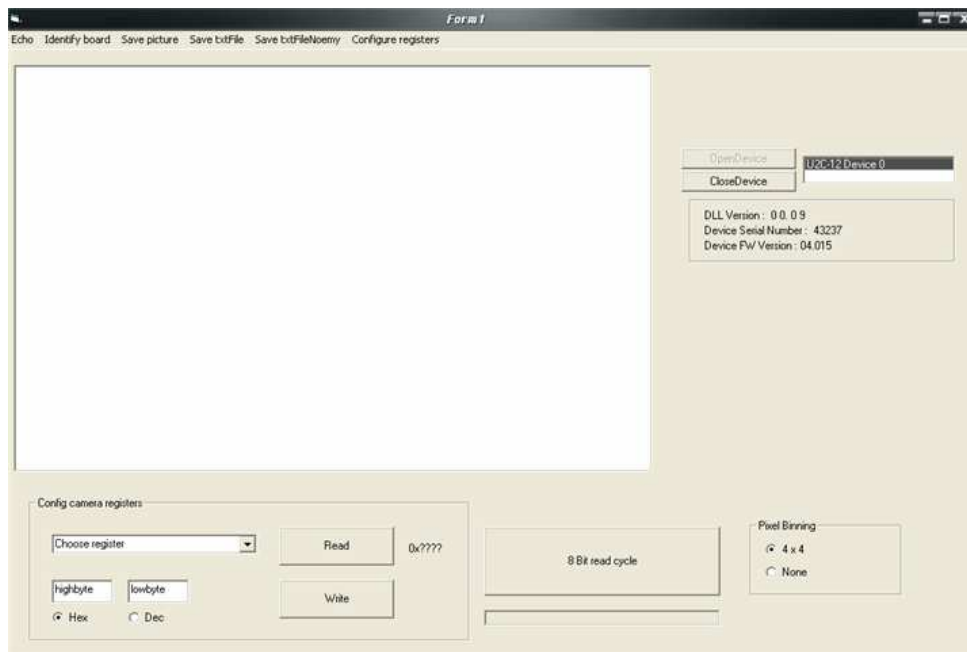 Form1
Echo Identify board Save picture Save txtFile Save txtFileNoemy Configure registers
OpenDevice
U2C-12 Device 0
CloseDevice
DLL Version : 0 0. 0 9
Device Serial Number : 43237
Device FW Version : 04.015
Config camera registers
Choose register
Read
0x????
highbyte
lowbyte
Write
Hex
Dec
8 Bit read cycle
Pixel Binning
4 x 4
None